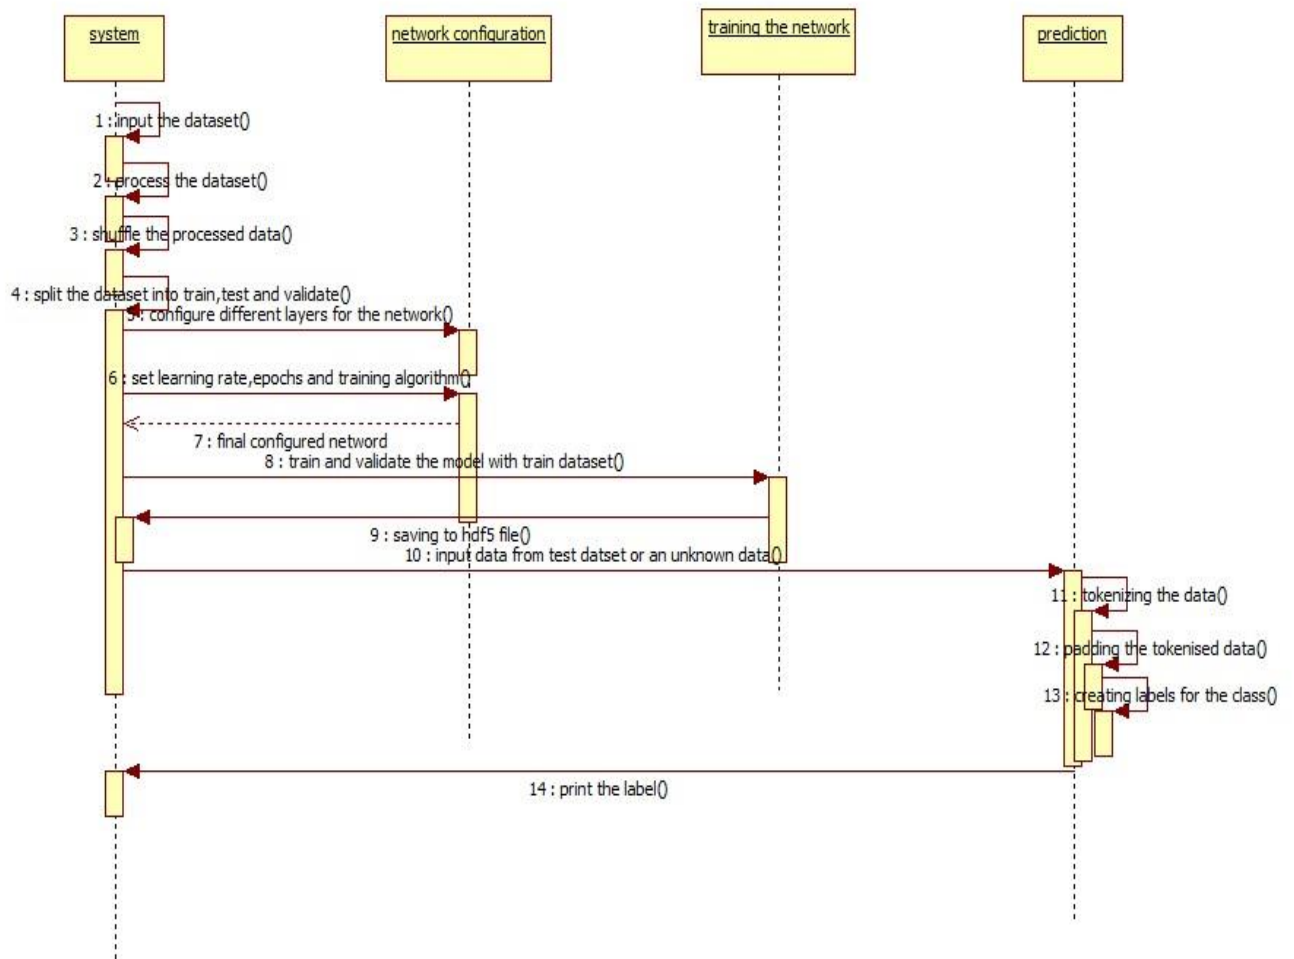 system
network configuration
training the network
prediction
1 : input the dataset()
2 : process the dataset()
3 : shuffle the processed data()
4 : split the dataset into train,test and validate()
5 : configure different layers for the network()
6 : set learning rate,epochs and training algorithm()
7 : final configured netword
8 : train and validate the model with train dataset()
9 : saving to hdf5 file()
10 : input data from test datset or an unknown data()
11 : tokenizing the data()
12 : padding the tokenised data()
13 : creating labels for the class()
14 : print the label()